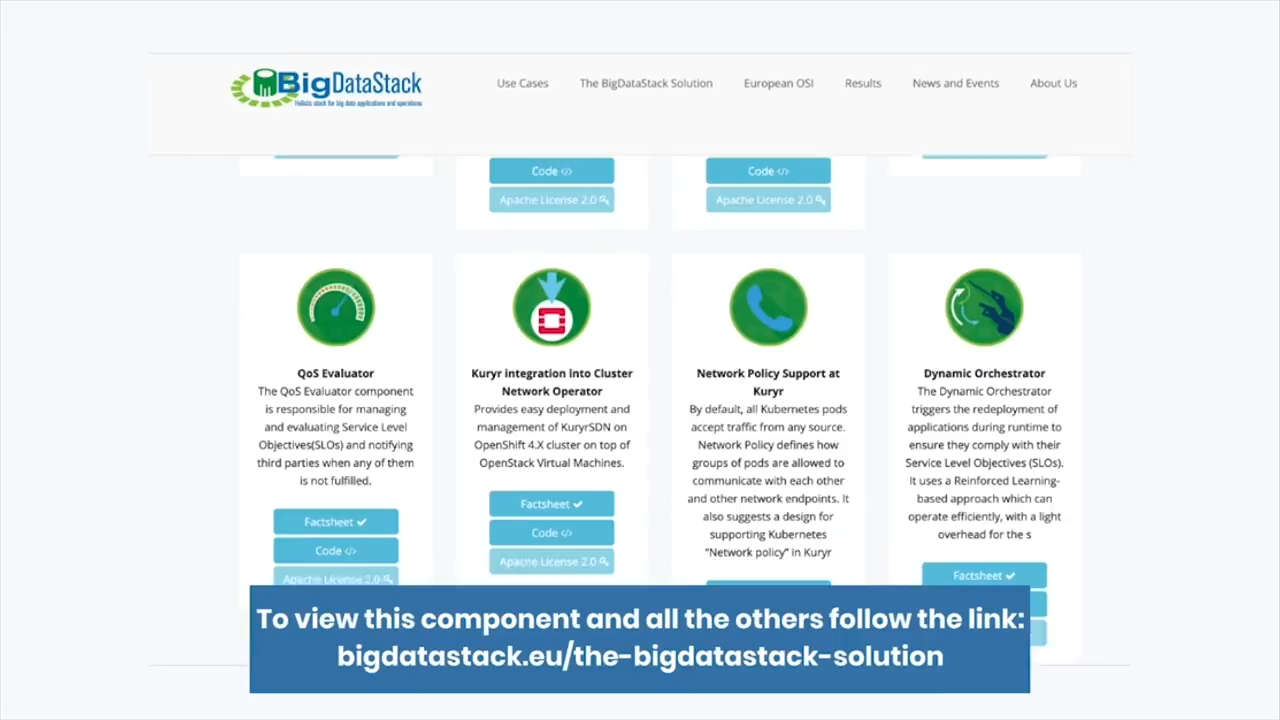 BigDataStack
Holistic stack for big data applications and operations
Use Cases
The BigDataStack Solution
European OSI
Results
News and Events
About Us
Code </>
Apache License 2.0
Code </>
Apache License 2.0
QoS Evaluator
The QoS Evaluator component
is responsible for managing
and evaluating Service Level
Objectives(SLOs) and notifying
third parties when any of them
is not fulfilled.
Factsheet
Code </>
Apache License 2.0
Kuryr integration into Cluster
Network Operator
Provides easy deployment and
management of KuryrSDN on
OpenShift 4.X cluster on top of
OpenStack Virtual Machines.
Factsheet
Code </>
Apache License 2.0
Network Policy Support at
Kuryr
By default, all Kubernetes pods
accept traffic from any source.
Network Policy defines how
groups of pods are allowed to
communicate with each other
and other network endpoints. It
also suggests a design for
supporting Kubernetes
"Network policy" in Kuryr
Dynamic Orchestrator
The Dynamic Orchestrator
triggers the redeployment of
applications during runtime to
ensure they comply with their
Service Level Objectives (SLOs).
It uses a Reinforced Learning-
based approach which can
operate efficiently, with a light
overhead for the s
Factsheet
To view this component and all the others follow the link:
bigdatastack.eu/the-bigdatastack-solution